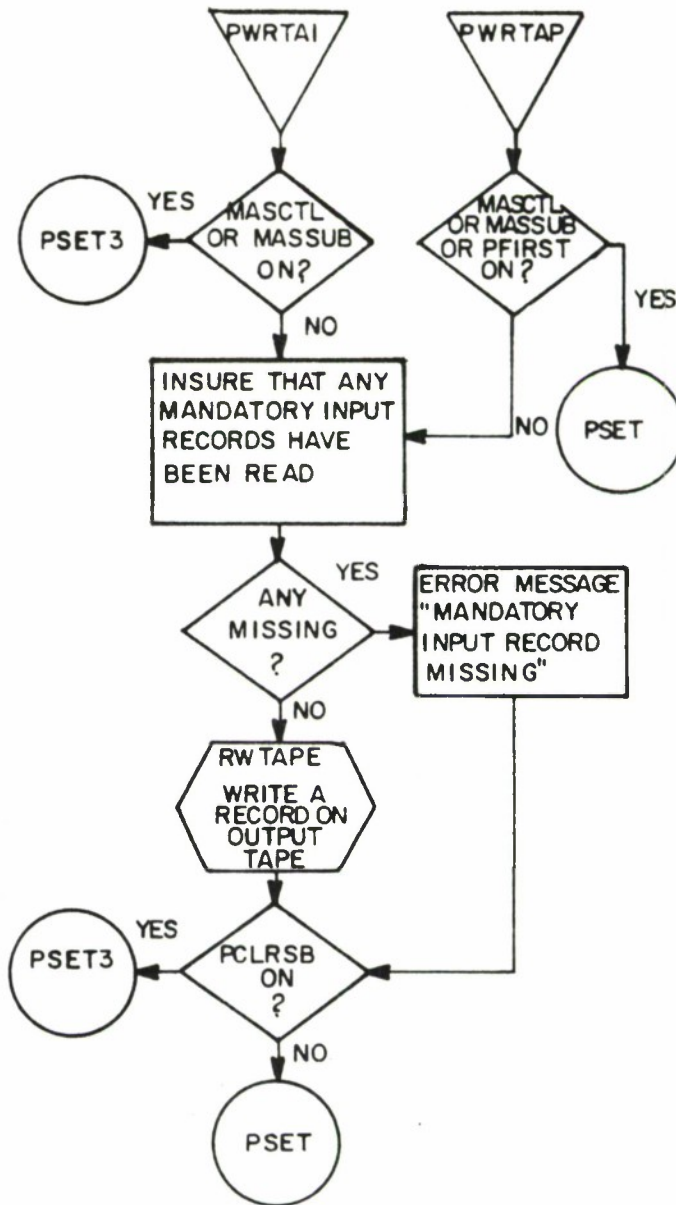 PWRTAI
PWRTAP
YES
MASCTL
OR MASSUB
ON?
PSET3
MASCTL
OR MASSUB
OR PFIRST
ON?
YES
NO
PSET
INSURE THAT ANY
MANDATORY INPUT
RECORDS HAVE
BEEN READ
NO
ANY
MISSING
?
YES
ERROR MESSAGE
"MANDATORY
INPUT RECORD
MISSING"
NO
RWTAPE
WRITE A
RECORD ON
OUTPUT
TAPE
PSET3
YES
PCLRSB
ON
?
NO
PSET